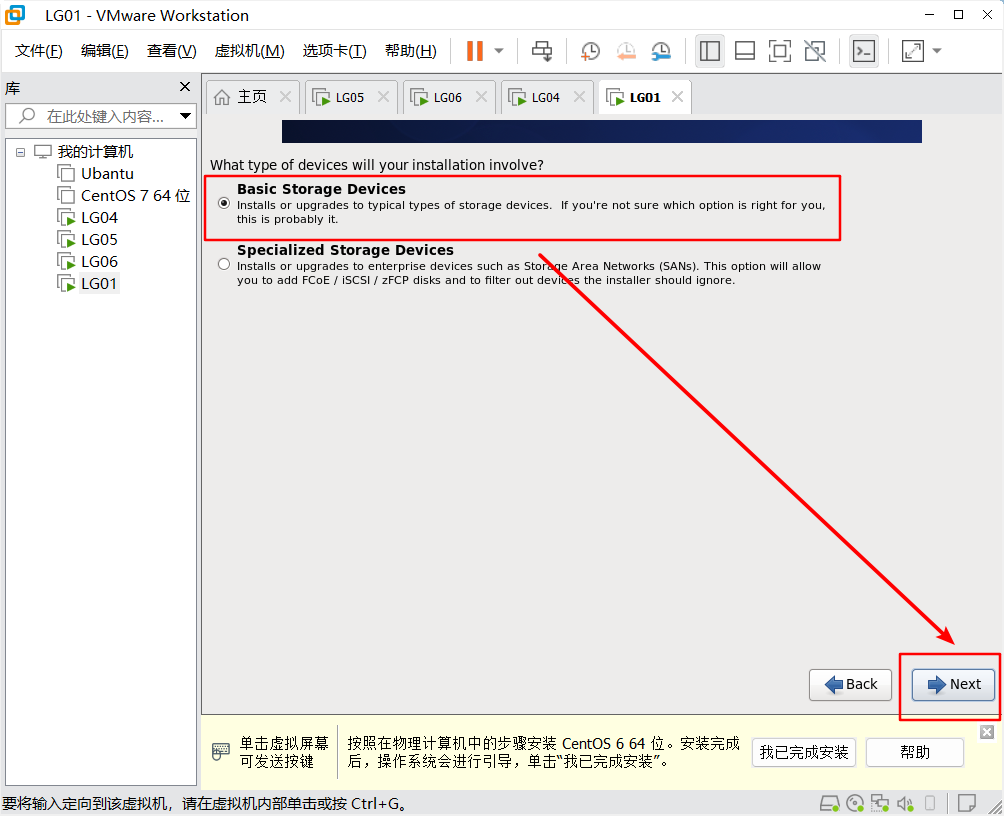 LG01 - VMware Workstation
文件(F) 编辑(E) 查看(V) 虚拟机(M) 选项卡(T) 帮助(H)
库
在此处键入内容...
我的计算机
Ubantu
CentOS 7 64 位
LG04
LG05
LG06
LG01
主页 LG05 LG06 LG04 LG01
What type of devices will your installation involve?
Basic Storage Devices
Installs or upgrades to typical types of storage devices.  If you're not sure which option is right for you,
this is probably it.
Specialized Storage Devices
Installs or upgrades to enterprise devices such as Storage Area Networks (SANs). This option will allow
you to add FCoE / iSCSI / zFCP disks and to filter out devices the installer should ignore.
Back Next
单击虚拟屏幕
可发送按键
按照在物理计算机中的步骤安装 CentOS 6 64 位。安装完成
后，操作系统会进行引导，单击“我已完成安装”。
我已完成安装 帮助
要将输入定向到该虚拟机，请在虚拟机内部单击或按 Ctrl+G。